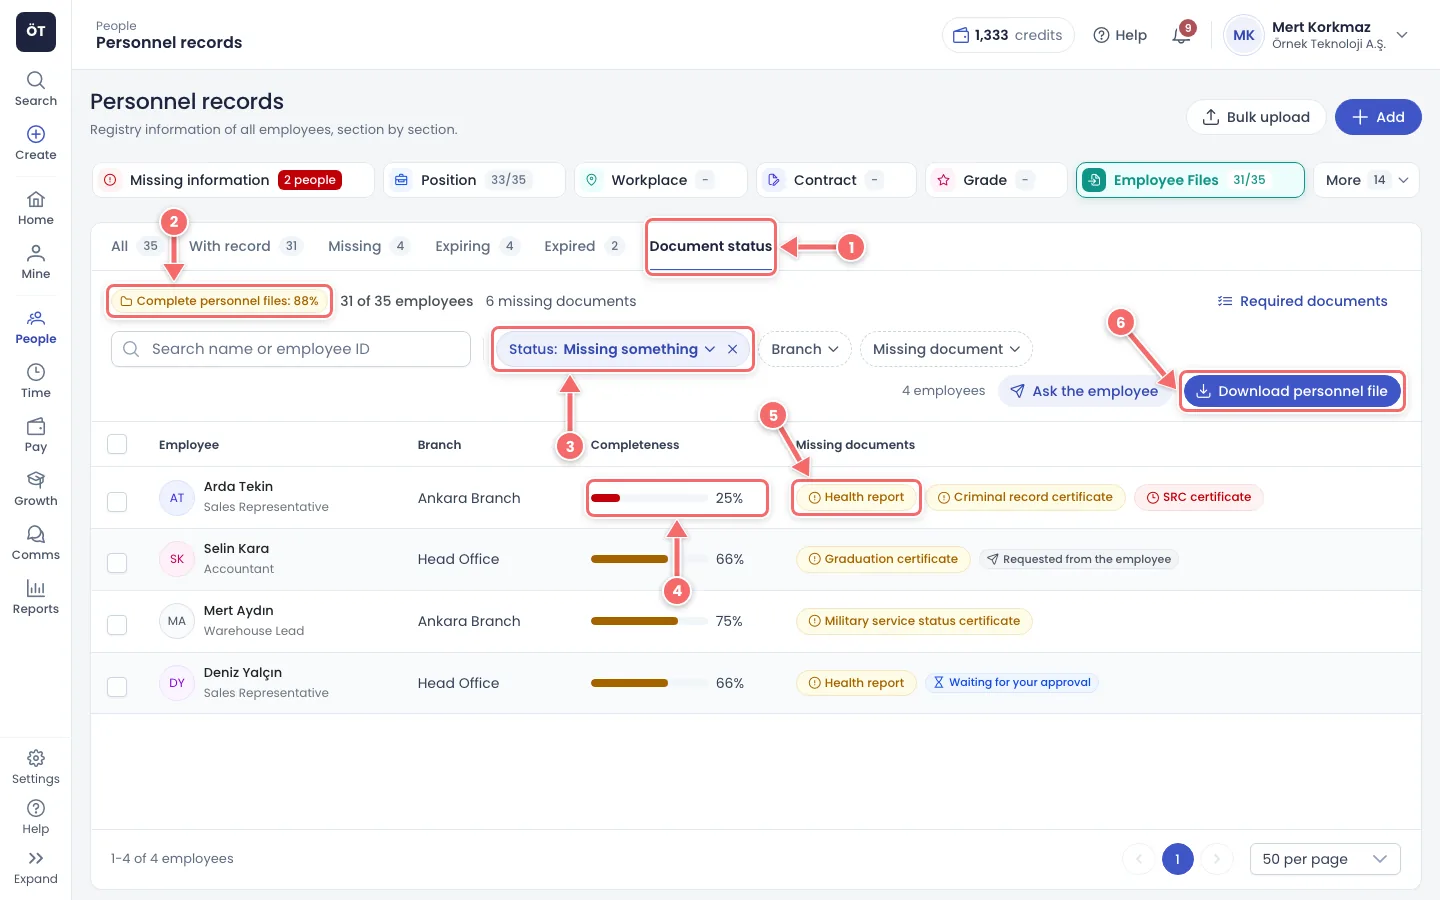 ÖT
Search
Create
Home
Mine
People
Time
Pay
Growth
Comms
Reports
Settings
Help
Expand
People
Personnel records
1,333 credits
Help
9
MK
Mert Korkmaz
Örnek Teknoloji A.Ş.
Personnel records
Registry information of all employees, section by section.
Bulk upload
Add
Missing information 2 people
Position 33/35
Workplace -
Contract -
Grade -
Employee Files 31/35
More 14
All 35
With record 31
Missing 4
Expiring 4
Expired 2
Document status
1
2
Complete personnel files: 88% 31 of 35 employees 6 missing documents
Required documents
Search name or employee ID
Status: Missing something
Branch
Missing document
6
4 employees
Ask the employee
Download personnel file
3
5
Employee Branch Completeness Missing documents
AT
Arda Tekin
Sales Representative
Ankara Branch
25%
Health report
Criminal record certificate
SRC certificate
SK
Selin Kara
Accountant
Head Office
66%
Graduation certificate
Requested from the employee
4
MA
Mert Aydın
Warehouse Lead
Ankara Branch
75%
Military service status certificate
DY
Deniz Yalçın
Sales Representative
Head Office
66%
Health report
Waiting for your approval
1-4 of 4 employees
1
50 per page